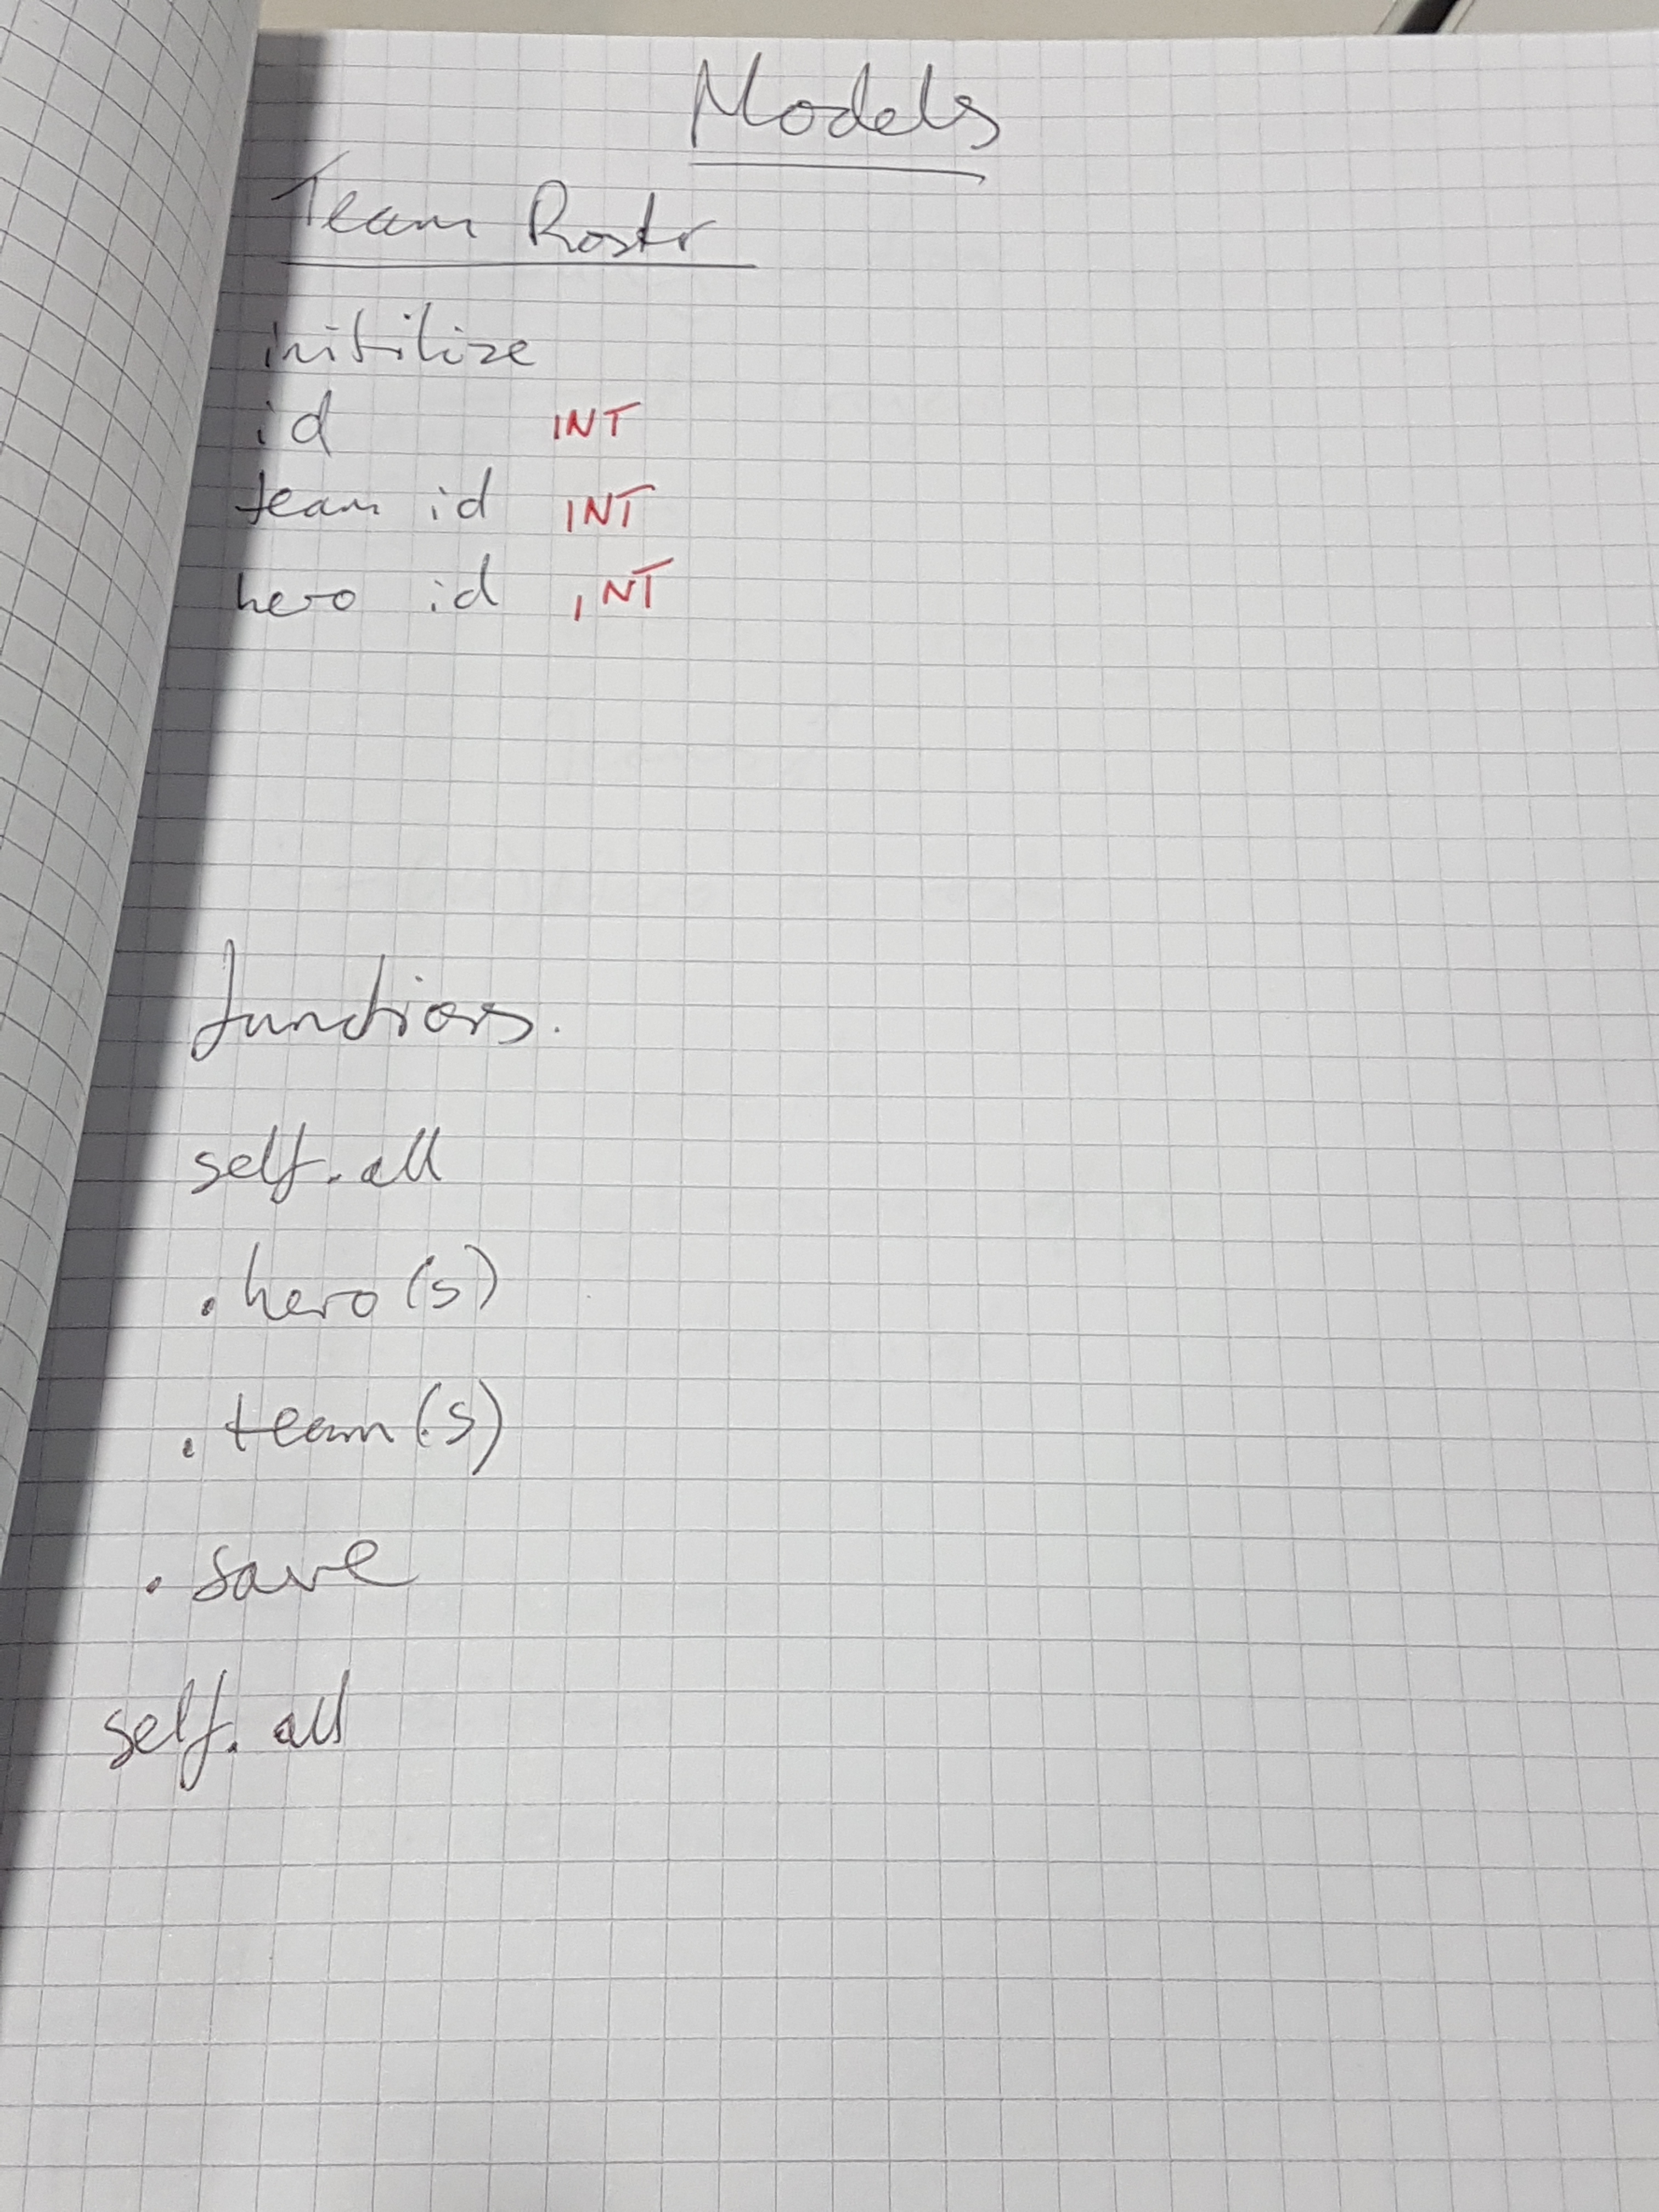 Models
Team Rostr
initilize
id INT
team id INT
hero id INT
functions.
self.all
.hero(s)
.team(s)
.save
self.all